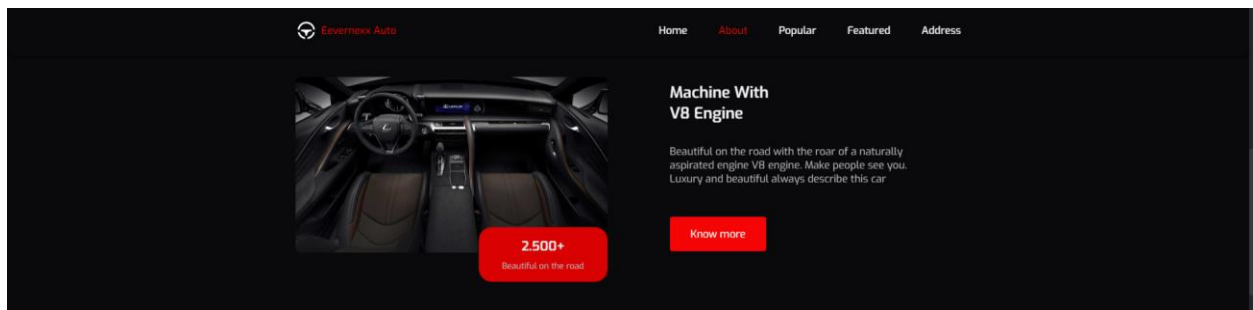 Eevernexx Auto
Home About Popular Featured Address
Machine With
V8 Engine
Beautiful on the road with the roar of a naturally
aspirated engine V8 engine. Make people see you.
Luxury and beautiful always describe this car
Know more
2.500+
Beautiful on the road